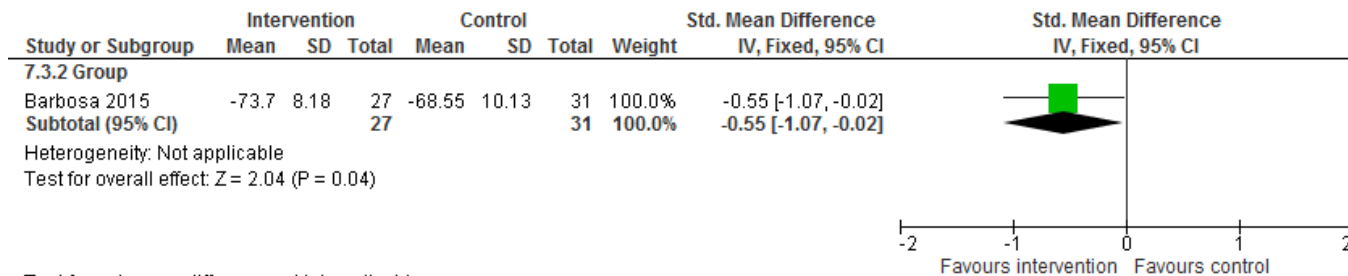 Intervention Control Std. Mean Difference Std. Mean Difference
Study or Subgroup Mean SD Total Mean SD Total Weight IV, Fixed, 95% CI IV, Fixed, 95% CI
7.3.2 Group
Barbosa 2015 -73.7 8.18 27 -68.55 10.13 31 100.0% -0.55 [-1.07, -0.02]
Subtotal (95% CI) 27 31 100.0% -0.55 [-1.07, -0.02]
Heterogeneity: Not applicable
Test for overall effect: Z = 2.04 (P = 0.04)
-2 -1 0 1 2
Favours intervention Favours control